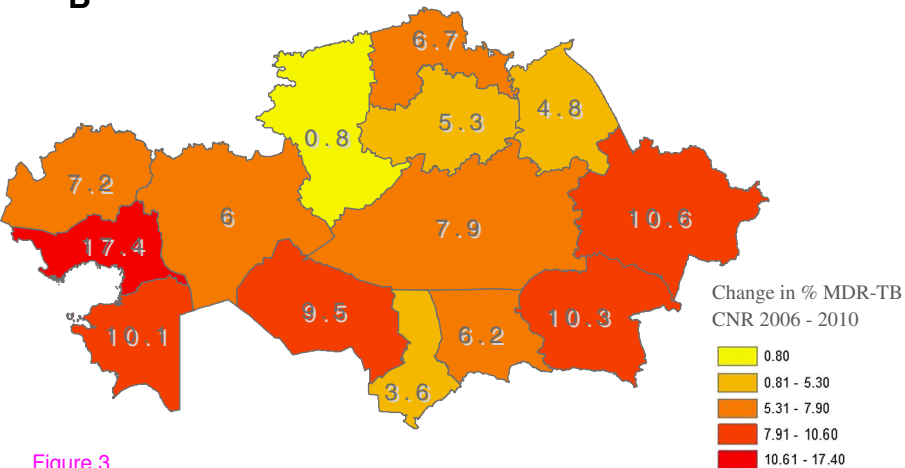 B
6.7
5.3
4.8
0.8
7.2
6
7.9
10.6
17.4
9.5
10.3
10.1
6.2
3.6
Change in % MDR-TB
CNR 2006 - 2010
0.80
0.81 - 5.30
5.31 - 7.90
7.91 - 10.60
10.61 - 17.40
Figure 3